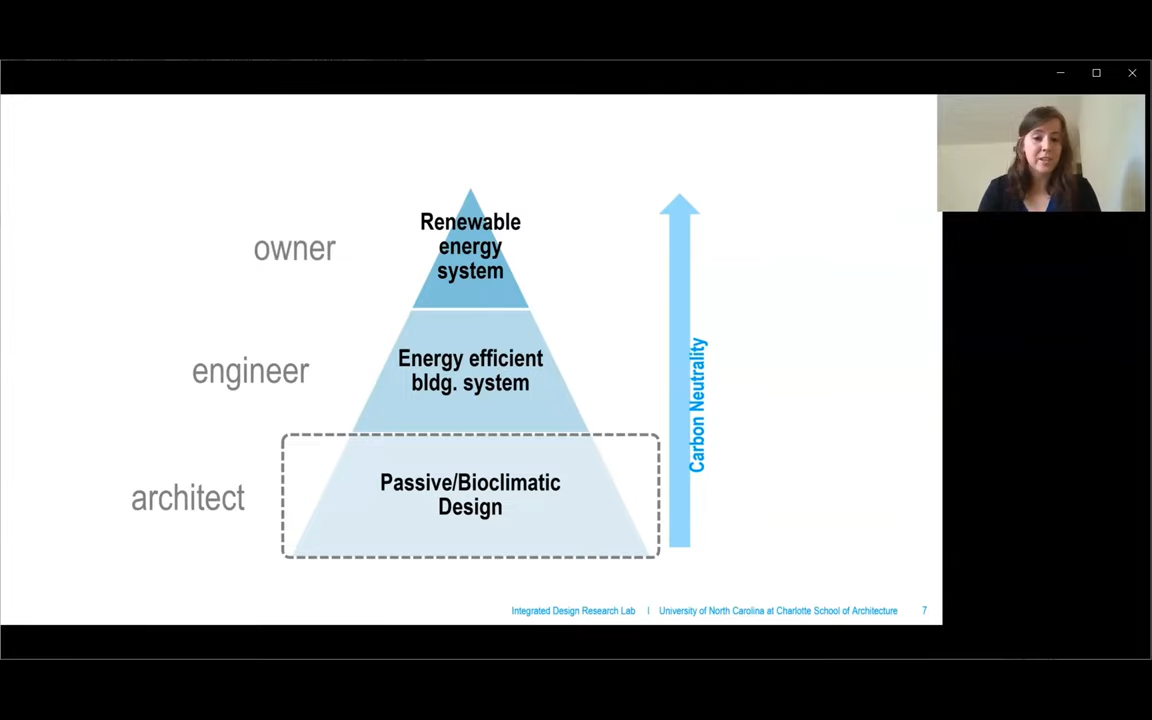 Renewable
energy
system
owner
Energy efficient
bldg. system
engineer
Passive/Bioclimatic
Design
architect
Carbon Neutrality
Integrated Design Research Lab | University of North Carolina at Charlotte School of Architecture 7